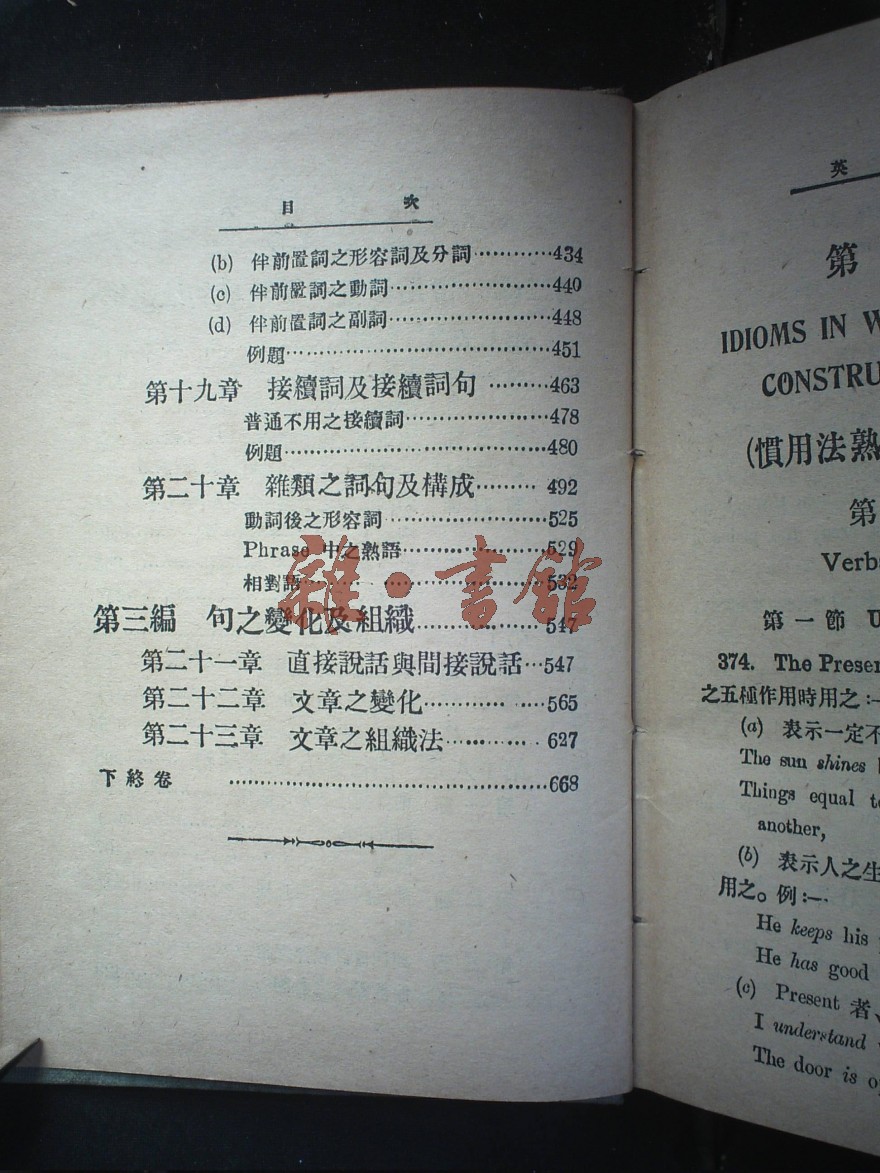 目 次
(b) 伴前置詞之形容詞及分詞············434
(c) 伴前置詞之動詞············440
(d) 伴前置詞之副詞············448
例題············451
第十九章 接續詞及接續詞句·········463
普通不用之接續詞············478
例題············480
第二十章 雜類之詞句及構成·········492
動詞後之形容詞············525
Phrase 中之熟語············529
相對語············532
第三編 句之變化及組織············547
第二十一章 直接說話與間接說話···547
第二十二章 文章之變化············565
第二十三章 文章之組織法············627
下終卷 ············668
雜·書館
英
第
IDIOMS IN
(慣用法熟
第
第一節
374. The
之五種作用時用之:—
(a) 表示一定不
The sun shines
Things equal
another,
(b) 表示人之生
用之。例:—
He keeps his
He has good
(c) Present 者、
I understand
The door is